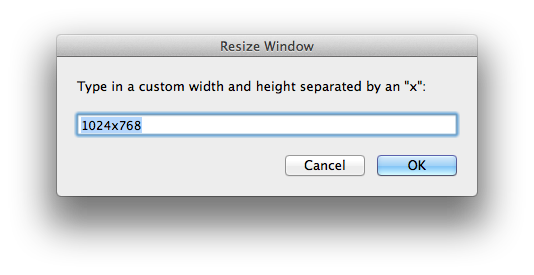 Resize Window
Type in a custom width and height separated by an "x":
1024x768
Cancel OK